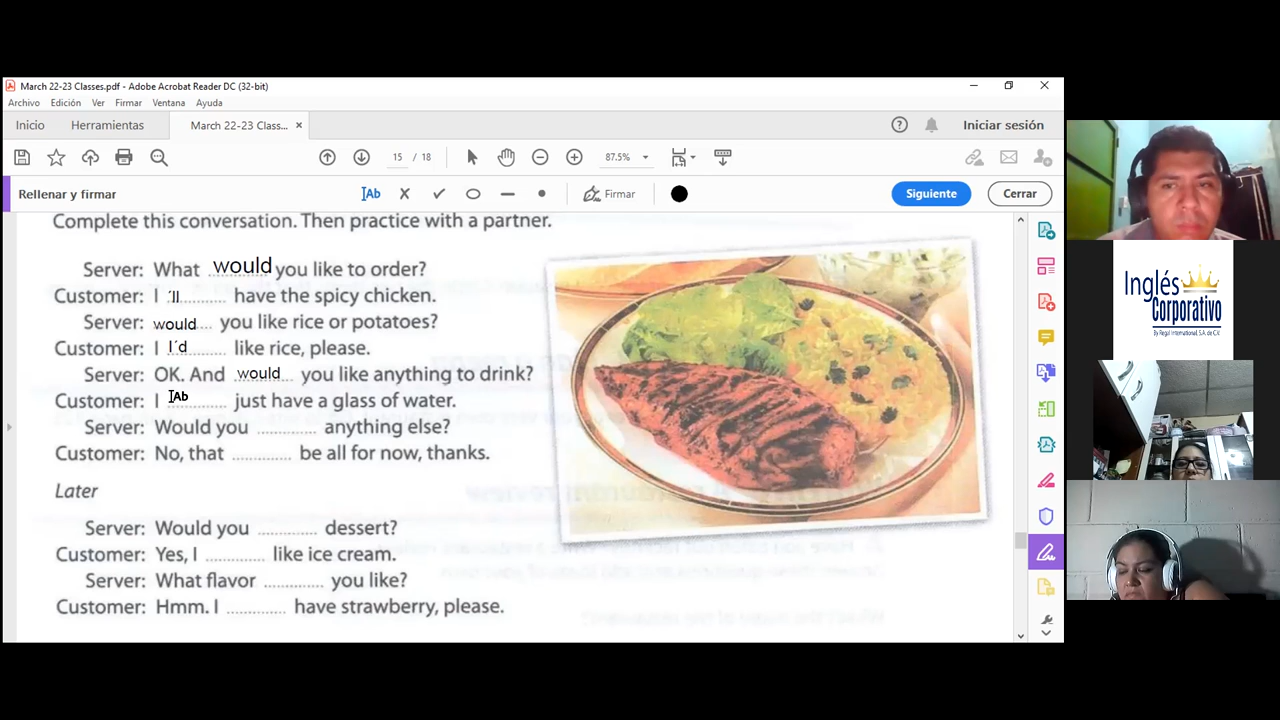 March 22-23 Classes.pdf - Adobe Acrobat Reader DC (32-bit)
Archivo Edición Ver Firmar Ventana Ayuda
Inicio Herramientas March 22-23 Class... × Iniciar sesión
15 / 18 87.5%
Rellenar y firmar Ab Firmar Siguiente Cerrar
Complete this conversation. Then practice with a partner.
Server: What would you like to order?
Customer: I ´ll have the spicy chicken.
Server: would you like rice or potatoes?
Customer: I I´d like rice, please.
Server: OK. And would you like anything to drink?
Customer: I Ab just have a glass of water.
Server: Would you .......... anything else?
Customer: No, that .......... be all for now, thanks.
Later
Server: Would you .......... dessert?
Customer: Yes, I .......... like ice cream.
Server: What flavor .......... you like?
Customer: Hmm. I .......... have strawberry, please.
Inglés
Corporativo
By Regal International, S.A. de C.V.